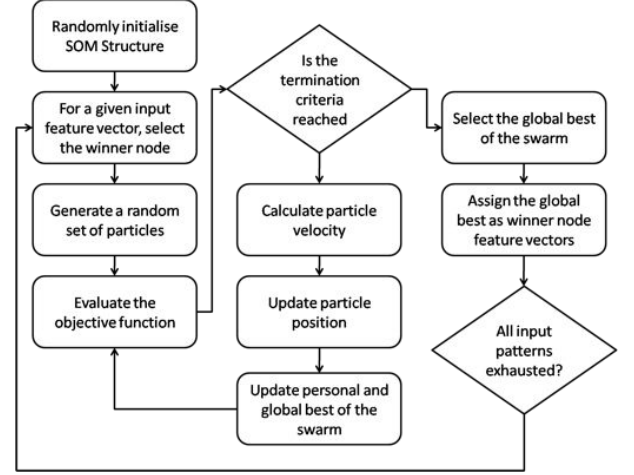 Randomly initialise
SOM Structure
For a given input
feature vector, select
the winner node
Generate a random
set of particles
Evaluate the
objective function
Is the
termination
criteria
reached
Calculate particle
velocity
Update particle
position
Update personal and
global best of the
swarm
Select the global best
of the swarm
Assign the global
best as winner node
feature vectors
All input
patterns
exhausted?